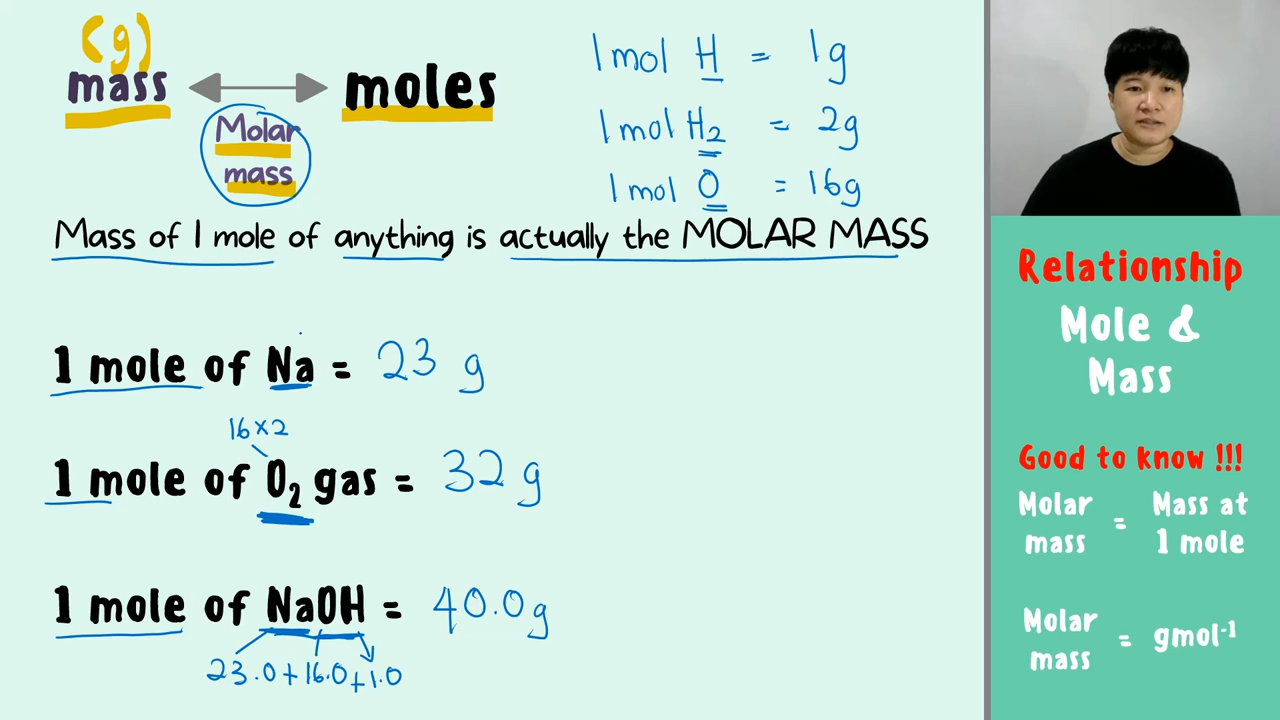 (g)
mass
moles
Molar
mass
1 mol H = 1g
1 mol H₂ = 2g
1 mol O = 16g
Mass of 1 mole of anything is actually the MOLAR MASS
1 mole of Na = 23 g
16×2
1 mole of O₂ gas = 32 g
1 mole of NaOH = 40.0g
23.0+16.0+1.0
Relationship
Mole &
Mass
Good to know !!!
Molar mass = Mass at 1 mole
Molar mass = gmol⁻¹